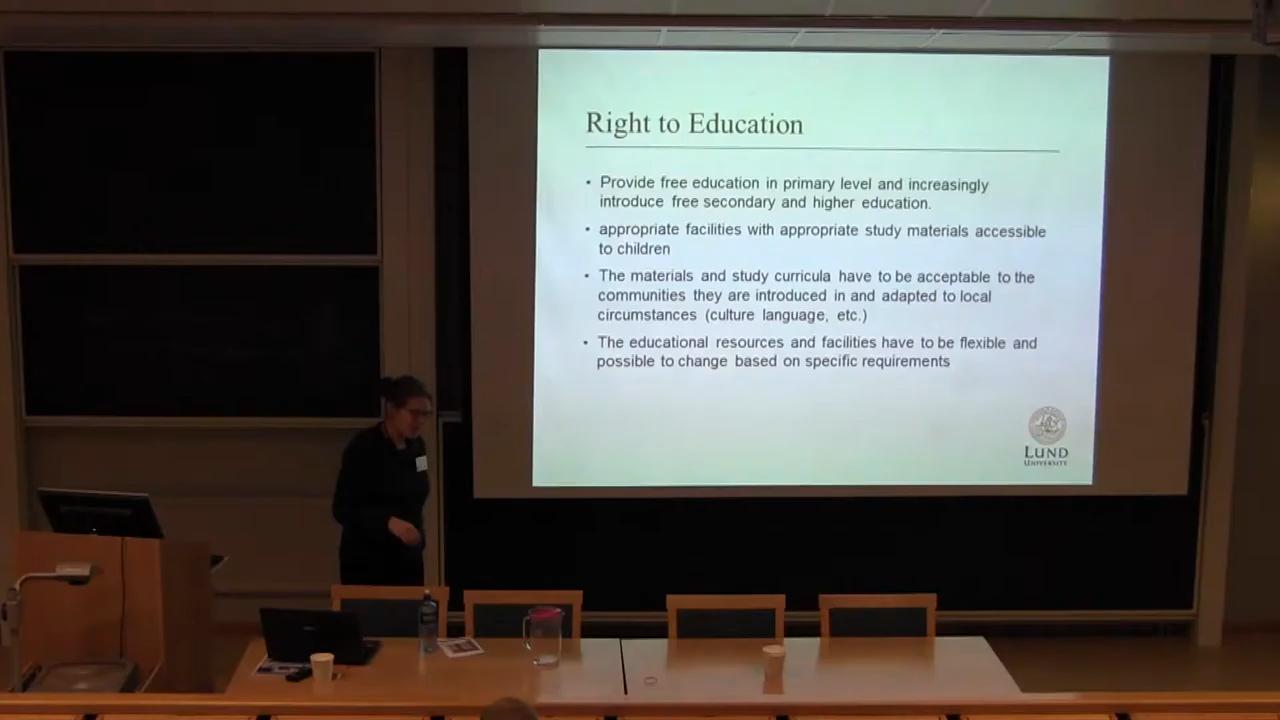 Right to Education
• Provide free education in primary level and increasingly
introduce free secondary and higher education.
• appropriate facilities with appropriate study materials accessible
to children
• The materials and study curricula have to be acceptable to the
communities they are introduced in and adapted to local
circumstances (culture language, etc.)
• The educational resources and facilities have to be flexible and
possible to change based on specific requirements
LUND
UNIVERSITY